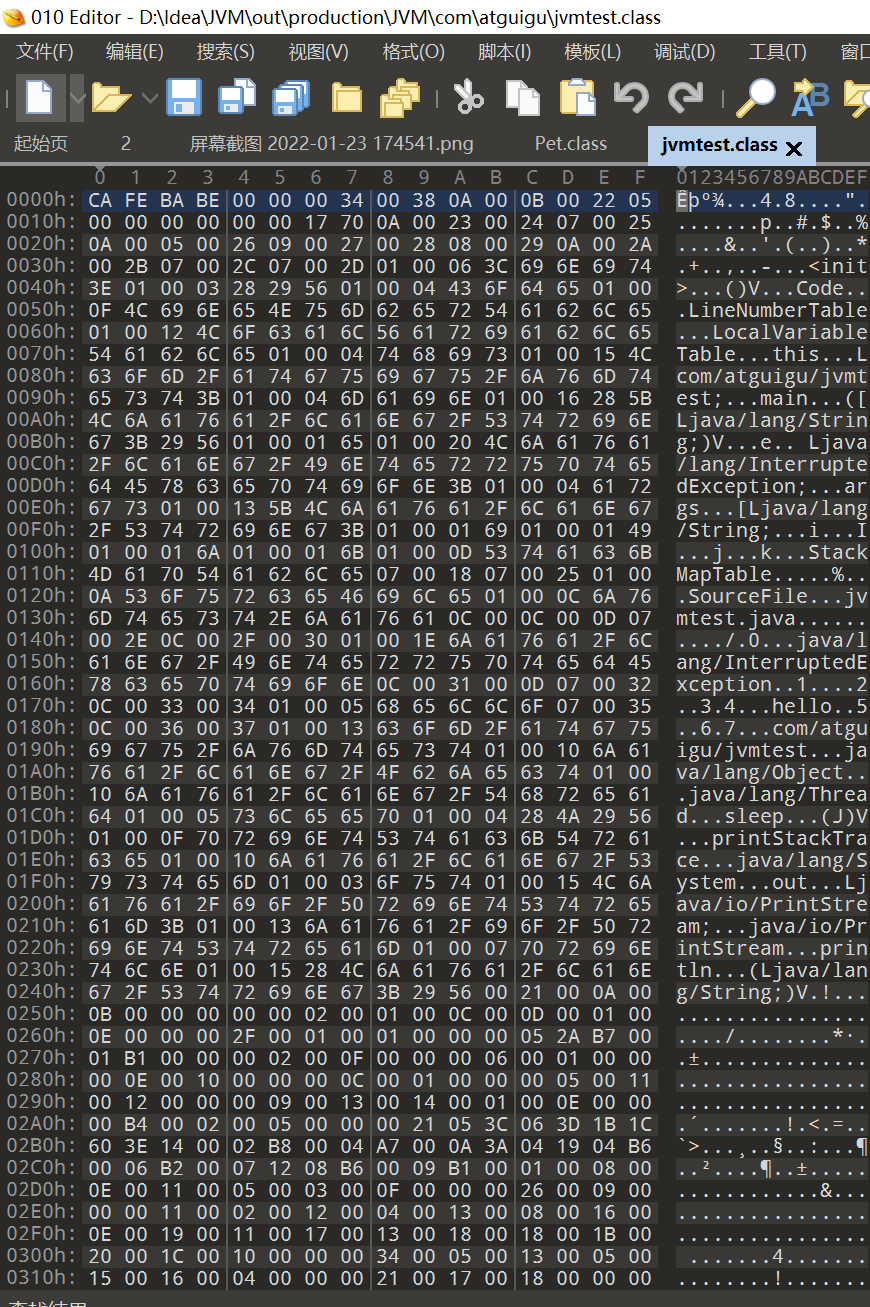 010 Editor - D:\Idea\JVM\out\production\JVM\com\atguigu\jvmtest.class
文件(F) 编辑(E) 搜索(S) 视图(V) 格式(O) 脚本(I) 模板(L) 调试(D) 工具(T) 窗口
起始页 2 屏幕截图 2022-01-23 174541.png Pet.class jvmtest.class
0 1 2 3 4 5 6 7 8 9 A B C D E F 0123456789ABCDEF
0000h: CA FE BA BE 00 00 00 34 00 38 0A 00 0B 00 22 05 Êþº¾...4.8....".
0010h: 00 00 00 00 00 00 17 70 0A 00 23 00 24 07 00 25 .......p..#.$..%
0020h: 0A 00 05 00 26 09 00 27 00 28 08 00 29 0A 00 2A ....&..'.(..)..*
0030h: 00 2B 07 00 2C 07 00 2D 01 00 06 3C 69 6E 69 74 .+..,..-...<init
0040h: 3E 01 00 03 28 29 56 01 00 04 43 6F 64 65 01 00 >...()V...Code..
0050h: 0F 4C 69 6E 65 4E 75 6D 62 65 72 54 61 62 6C 65 .LineNumberTable
0060h: 01 00 12 4C 6F 63 61 6C 56 61 72 69 61 62 6C 65 ...LocalVariable
0070h: 54 61 62 6C 65 01 00 04 74 68 69 73 01 00 15 4C Table...this...L
0080h: 63 6F 6D 2F 61 74 67 75 69 67 75 2F 6A 76 6D 74 com/atguigu/jvmt
0090h: 65 73 74 3B 01 00 04 6D 61 69 6E 01 00 16 28 5B est;...main...([
00A0h: 4C 6A 61 76 61 2F 6C 61 6E 67 2F 53 74 72 69 6E Ljava/lang/Strin
00B0h: 67 3B 29 56 01 00 01 65 01 00 20 4C 6A 61 76 61 g;)V...e.. Ljava
00C0h: 2F 6C 61 6E 67 2F 49 6E 74 65 72 72 75 70 74 65 /lang/Interrupte
00D0h: 64 45 78 63 65 70 74 69 6F 6E 3B 01 00 04 61 72 dException;...ar
00E0h: 67 73 01 00 13 5B 4C 6A 61 76 61 2F 6C 61 6E 67 gs...[Ljava/lang
00F0h: 2F 53 74 72 69 6E 67 3B 01 00 01 69 01 00 01 49 /String;...i...I
0100h: 01 00 01 6A 01 00 01 6B 01 00 0D 53 74 61 63 6B ...j...k...Stack
0110h: 4D 61 70 54 61 62 6C 65 07 00 18 07 00 25 01 00 MapTable.....%..
0120h: 0A 53 6F 75 72 63 65 46 69 6C 65 01 00 0C 6A 76 .SourceFile...jv
0130h: 6D 74 65 73 74 2E 6A 61 76 61 0C 00 0C 00 0D 07 mtest.java......
0140h: 00 2E 0C 00 2F 00 30 01 00 1E 6A 61 76 61 2F 6C ..../.0...java/l
0150h: 61 6E 67 2F 49 6E 74 65 72 72 75 70 74 65 64 45 ang/InterruptedE
0160h: 78 63 65 70 74 69 6F 6E 0C 00 31 00 0D 07 00 32 xception..1....2
0170h: 0C 00 33 00 34 01 00 05 68 65 6C 6C 6F 07 00 35 ..3.4...hello..5
0180h: 0C 00 36 00 37 01 00 13 63 6F 6D 2F 61 74 67 75 ..6.7...com/atgu
0190h: 69 67 75 2F 6A 76 6D 74 65 73 74 01 00 10 6A 61 igu/jvmtest...ja
01A0h: 76 61 2F 6C 61 6E 67 2F 4F 62 6A 65 63 74 01 00 va/lang/Object..
01B0h: 10 6A 61 76 61 2F 6C 61 6E 67 2F 54 68 72 65 61 .java/lang/Threa
01C0h: 64 01 00 05 73 6C 65 65 70 01 00 04 28 4A 29 56 d...sleep...(J)V
01D0h: 01 00 0F 70 72 69 6E 74 53 74 61 63 6B 54 72 61 ...printStackTra
01E0h: 63 65 01 00 10 6A 61 76 61 2F 6C 61 6E 67 2F 53 ce...java/lang/S
01F0h: 79 73 74 65 6D 01 00 03 6F 75 74 01 00 15 4C 6A ystem...out...Lj
0200h: 61 76 61 2F 69 6F 2F 50 72 69 6E 74 53 74 72 65 ava/io/PrintStre
0210h: 61 6D 3B 01 00 13 6A 61 76 61 2F 69 6F 2F 50 72 am;...java/io/Pr
0220h: 69 6E 74 53 74 72 65 61 6D 01 00 07 70 72 69 6E intStream...prin
0230h: 74 6C 6E 01 00 15 28 4C 6A 61 76 61 2F 6C 61 6E tln...(Ljava/lan
0240h: 67 2F 53 74 72 69 6E 67 3B 29 56 00 21 00 0A 00 g/String;)V.!...
0250h: 0B 00 00 00 00 00 02 00 01 00 0C 00 0D 00 01 00 ................
0260h: 0E 00 00 00 2F 00 01 00 01 00 00 00 05 2A B7 00 ..../........*·.
0270h: 01 B1 00 00 00 02 00 0F 00 00 00 06 00 01 00 00 .±..............
0280h: 00 0E 00 10 00 00 00 0C 00 01 00 00 00 05 00 11 ................
0290h: 00 12 00 00 00 09 00 13 00 14 00 01 00 0E 00 00 ................
02A0h: 00 B4 00 02 00 05 00 00 00 21 05 3C 06 3D 1B 1C .´.......!.<.=..
02B0h: 60 3E 14 00 02 B8 00 04 A7 00 0A 3A 04 19 04 B6 `>...¸..§..:...¶
02C0h: 00 06 B2 00 07 12 08 B6 00 09 B1 00 01 00 08 00 ..²....¶..±.....
02D0h: 0E 00 11 00 05 00 03 00 0F 00 00 00 26 00 09 00 ............&...
02E0h: 00 00 11 00 02 00 12 00 04 00 13 00 08 00 16 00 ................
02F0h: 0E 00 19 00 11 00 17 00 13 00 18 00 18 00 1B 00 ................
0300h: 20 00 1C 00 10 00 00 00 34 00 05 00 13 00 05 00  .......4.......
0310h: 15 00 16 00 04 00 00 00 21 00 17 00 18 00 00 00 ........!.......